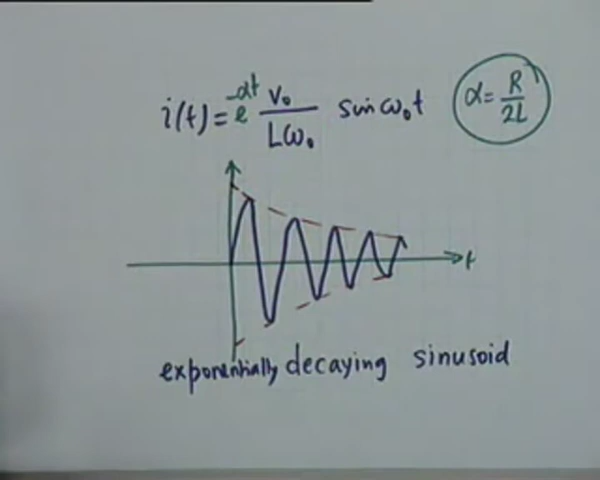 i(t) = e^-αt V₀/Lω₀ sin ω₀t
α = R/2L
t
exponentially decaying sinusoid